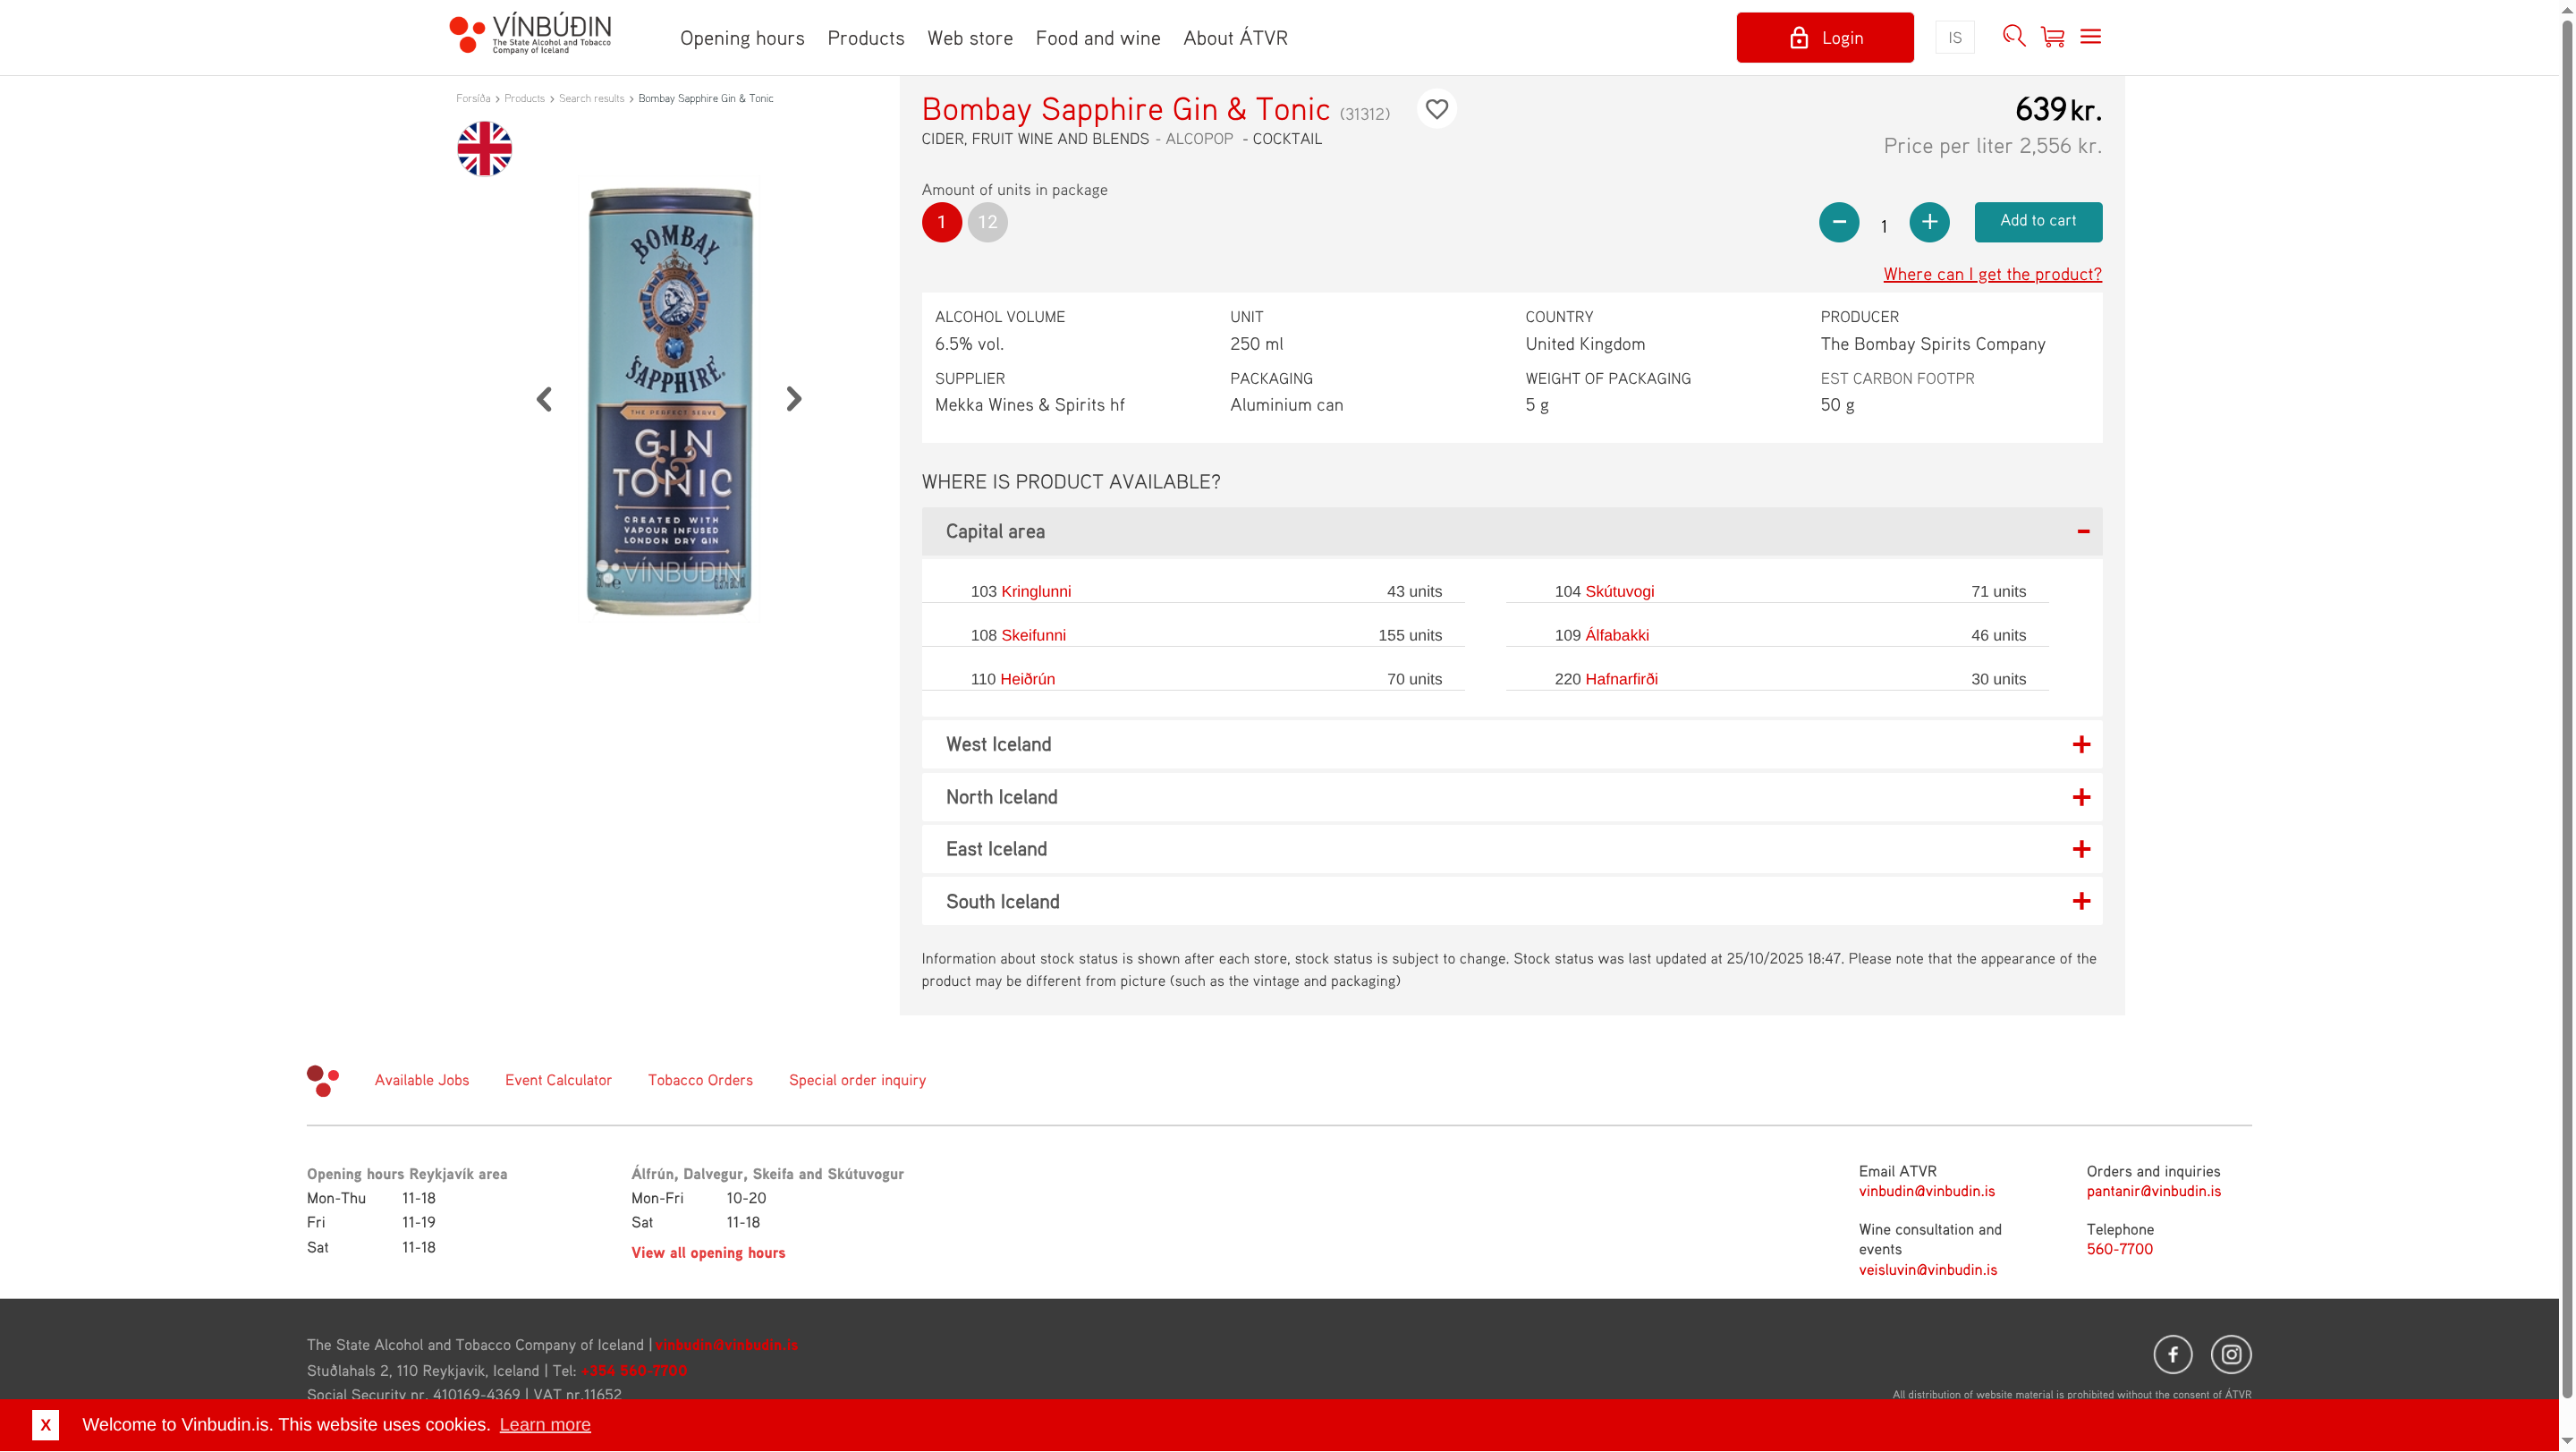 VÍNBÚÐIN
The State Alcohol and Tobacco
Company of Iceland
Opening hours Products Web store Food and wine About ÁTVR
Login
IS
Forsíða > Products > Search results > Bombay Sapphire Gin & Tonic
Bombay Sapphire Gin & Tonic (31312)
639 kr.
CIDER, FRUIT WINE AND BLENDS - ALCOPOP - COCKTAIL
Price per liter 2,556 kr.
Amount of units in package
1 12
- 1 + Add to cart
Where can I get the product?
BOMBAY
SAPPHIRE
THE PERFECT SERVE
GIN
&
TONIC
CREATED WITH
VAPOUR INFUSED
LONDON DRY GIN
VÍNBÚÐIN
ALCOHOL VOLUME UNIT COUNTRY PRODUCER
6.5% vol. 250 ml United Kingdom The Bombay Spirits Company
SUPPLIER PACKAGING WEIGHT OF PACKAGING EST CARBON FOOTPR
Mekka Wines & Spirits hf Aluminium can 5 g 50 g
WHERE IS PRODUCT AVAILABLE?
Capital area -
103 Kringlunni 43 units 104 Skútuvogi 71 units
108 Skeifunni 155 units 109 Álfabakki 46 units
110 Heiðrún 70 units 220 Hafnarfirði 30 units
West Iceland +
North Iceland +
East Iceland +
South Iceland +
Information about stock status is shown after each store, stock status is subject to change. Stock status was last updated at 25/10/2025 18:47. Please note that the appearance of the
product may be different from picture (such as the vintage and packaging)
Available Jobs Event Calculator Tobacco Orders Special order inquiry
Opening hours Reykjavík area
Mon-Thu 11-18
Fri 11-19
Sat 11-18
Álfrún, Dalvegur, Skeifa and Skútuvogur
Mon-Fri 10-20
Sat 11-18
View all opening hours
Email ATVR
vinbudin@vinbudin.is
Wine consultation and
events
veisluvin@vinbudin.is
Orders and inquiries
pantanir@vinbudin.is
Telephone
560-7700
The State Alcohol and Tobacco Company of Iceland | vinbudin@vinbudin.is
Stuðlahals 2, 110 Reykjavik, Iceland | Tel: +354 560-7700
Social Security nr. 410169-4369 | VAT nr.11652
All distribution of website material is prohibited without the consent of ÁTVR
X Welcome to Vinbudin.is. This website uses cookies. Learn more